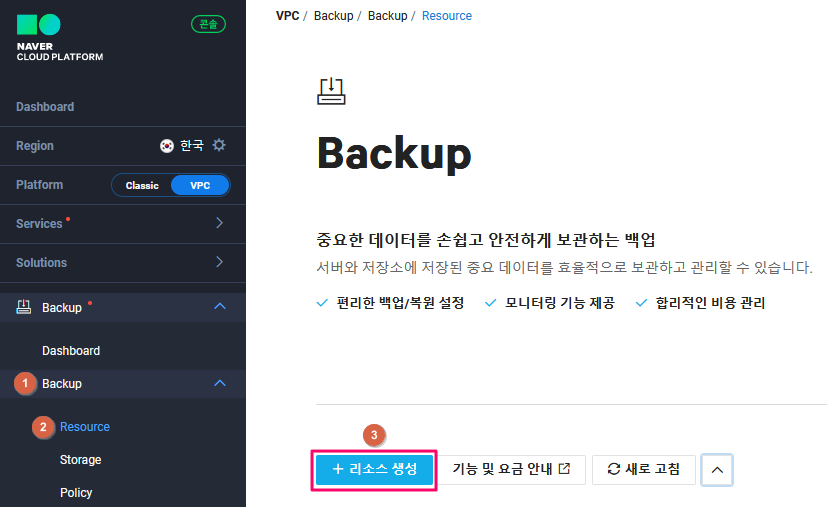 NAVER
CLOUD PLATFORM
콘솔
Dashboard
Region 한국
Platform Classic VPC
Services
Solutions
Backup
Dashboard
1 Backup
2 Resource
Storage
Policy
VPC / Backup / Backup / Resource
Backup
중요한 데이터를 손쉽고 안전하게 보관하는 백업
서버와 저장소에 저장된 중요 데이터를 효율적으로 보관하고 관리할 수 있습니다.
편리한 백업/복원 설정 모니터링 기능 제공 합리적인 비용 관리
3
+ 리소스 생성 기능 및 요금 안내 새로 고침